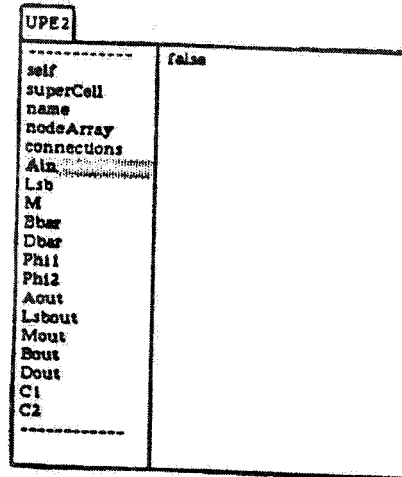 UPE2
------------
self
superCell
name
nodeArray
connections
Ain
Lsb
M
Bbar
Dbar
Phi1
Phi2
Aout
Lsbout
Mout
Bout
Dout
C1
C2
------------
false